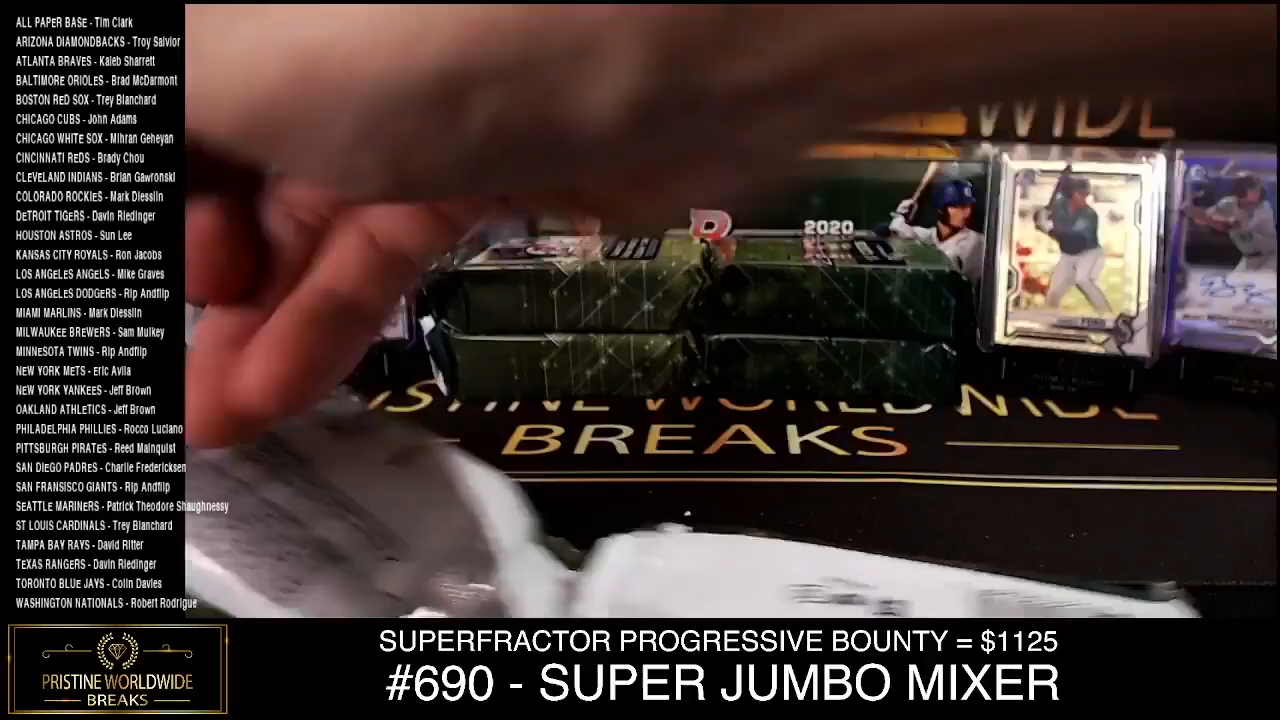 ALL PAPER BASE - Tim Clark
ARIZONA DIAMONDBACKS - Troy Salvior
ATLANTA BRAVES - Kaleb Sharrett
BALTIMORE ORIOLES - Brad McDarmont
BOSTON RED SOX - Trey Blanchard
CHICAGO CUBS - John Adams
CHICAGO WHITE SOX - Mihran Geheyan
CINCINNATI REDS - Brady Chou
CLEVELAND INDIANS - Brian Gawronski
COLORADO ROCKIES - Mark Diesslin
DETROIT TIGERS - Davin Riedinger
HOUSTON ASTROS - Sun Lee
KANSAS CITY ROYALS - Ron Jacobs
LOS ANGELES ANGELS - Mike Graves
LOS ANGELES DODGERS - Rip Andflip
MIAMI MARLINS - Mark Diesslin
MILWAUKEE BREWERS - Sam Mulkey
MINNESOTA TWINS - Rip Andflip
NEW YORK METS - Eric Avila
NEW YORK YANKEES - Jeff Brown
OAKLAND ATHLETICS - Jeff Brown
PHILADELPHIA PHILLIES - Rocco Luciano
PITTSBURGH PIRATES - Reed Mainquist
SAN DIEGO PADRES - Charlie Fredericksen
SAN FRANSISCO GIANTS - Rip Andflip
SEATTLE MARINERS - Patrick Theodore Shaughnessy
ST LOUIS CARDINALS - Trey Blanchard
TAMPA BAY RAYS - David Ritter
TEXAS RANGERS - Davin Riedinger
TORONTO BLUE JAYS - Colin Davies
WASHINGTON NATIONALS - Robert Rodrigue
PRISTINE WORLDWIDE
BREAKS
WIDE
2020
FORD
PRISTINE WORLD WIDE
BREAKS
SUPERFRACTOR PROGRESSIVE BOUNTY = $1125
#690 - SUPER JUMBO MIXER